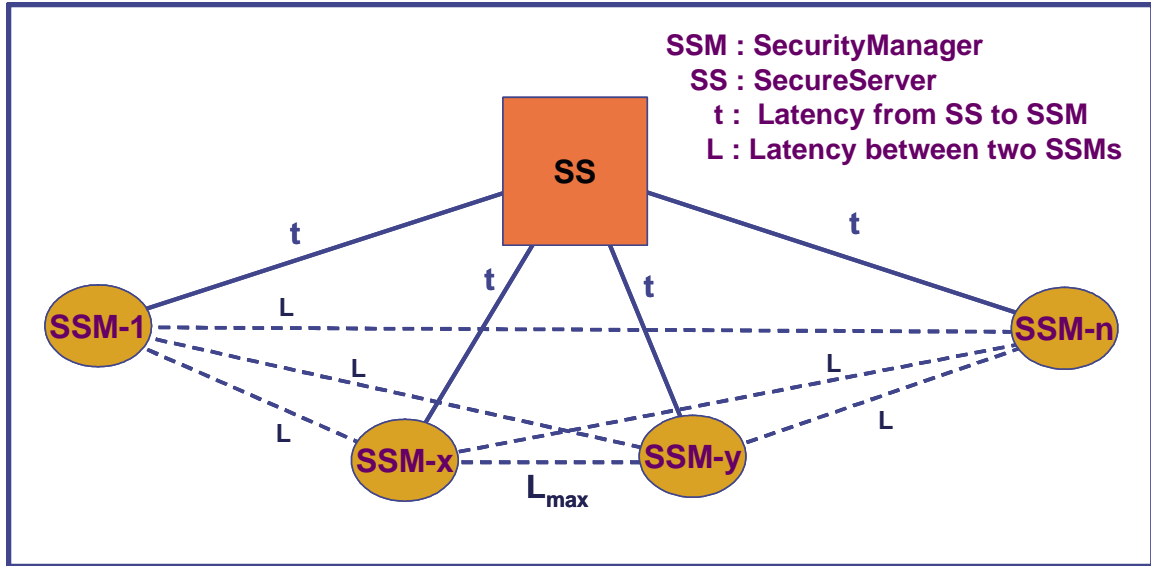 SSM : SecurityManager
SS : SecureServer
t : Latency from SS to SSM
L : Latency between two SSMs
SS
t
t
t
t
SSM-1
L
SSM-n
L
L
L
L
SSM-x
SSM-y
Lmax